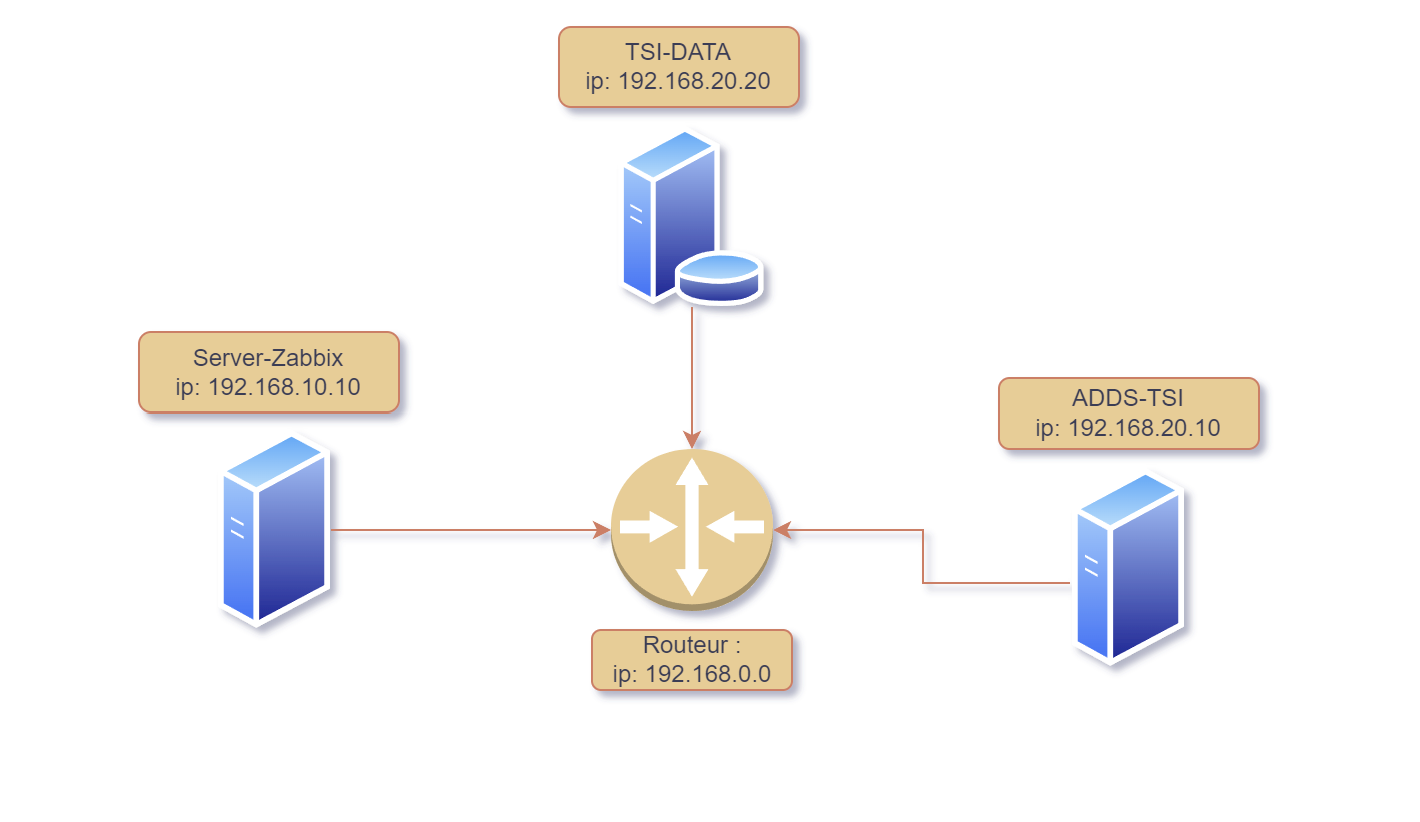 TSI-DATA
ip: 192.168.20.20
Server-Zabbix
ip: 192.168.10.10
ADDS-TSI
ip: 192.168.20.10
Routeur :
ip: 192.168.0.0